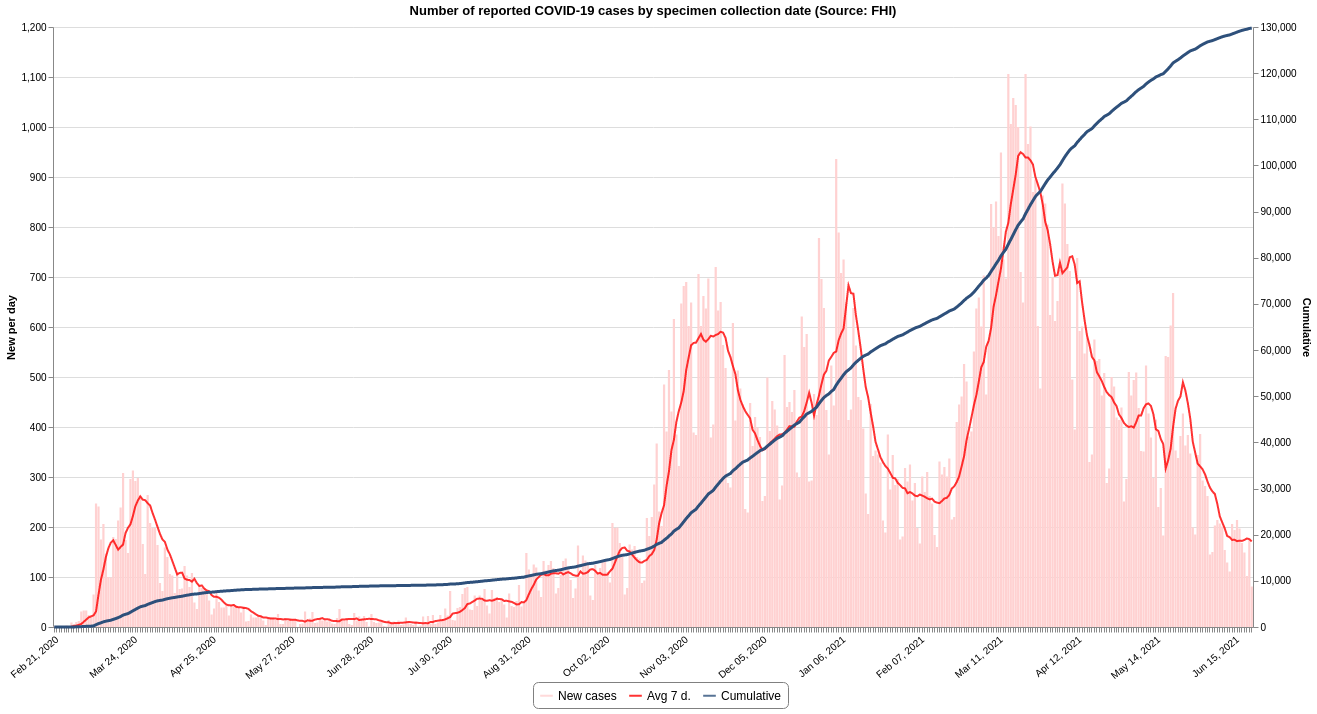 Number of reported COVID-19 cases by specimen collection date (Source: FHI)
1,200
1,100
1,000
900
800
700
600
500
400
300
200
100
0
New per day
130,000
120,000
110,000
100,000
90,000
80,000
70,000
60,000
50,000
40,000
30,000
20,000
10,000
0
Cumulative
Feb 21, 2020
Mar 24, 2020
Apr 25, 2020
May 27, 2020
Jun 28, 2020
Jul 30, 2020
Aug 31, 2020
Oct 02, 2020
Nov 03, 2020
Dec 05, 2020
Jan 06, 2021
Feb 07, 2021
Mar 11, 2021
Apr 12, 2021
May 14, 2021
Jun 15, 2021
New cases
Avg 7 d.
Cumulative